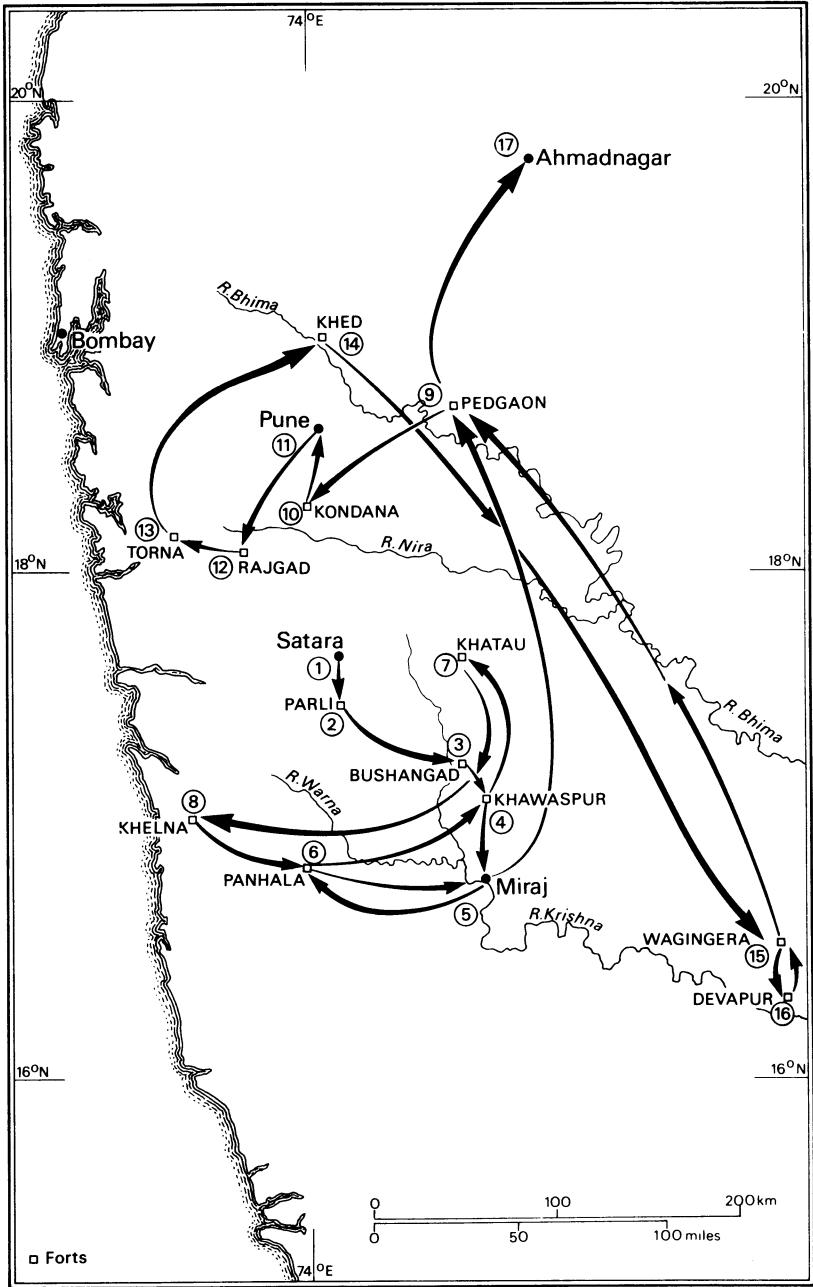 74°E
20°N
20°N
17
Ahmadnagar
R. Bhima
KHED
14
Bombay
9
PEDGAON
Pune
11
10
KONDANA
13
TORNA
R. Nira
12
RAJGAD
18°N
18°N
Satara
KHATAU
1
7
PARLI
2
R. Bhima
3
BUSHANGAD
R. Warna
8
KHAWASPUR
4
KHELNA
6
PANHALA
Miraj
5
R. Krishna
WAGINGERA
15
DEVAPUR
16
16°N
16°N
0
100
200 km
0
50
100 miles
Forts
74°E